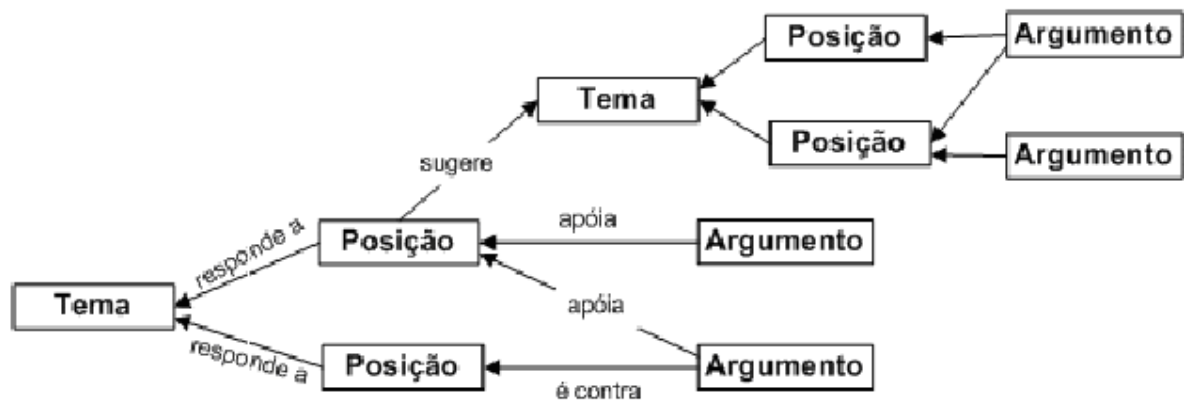 Posição
Argumento
Tema
Posição
Argumento
sugere
responde a
Posição
apóia
Argumento
Tema
apóia
responde a
Posição
é contra
Argumento